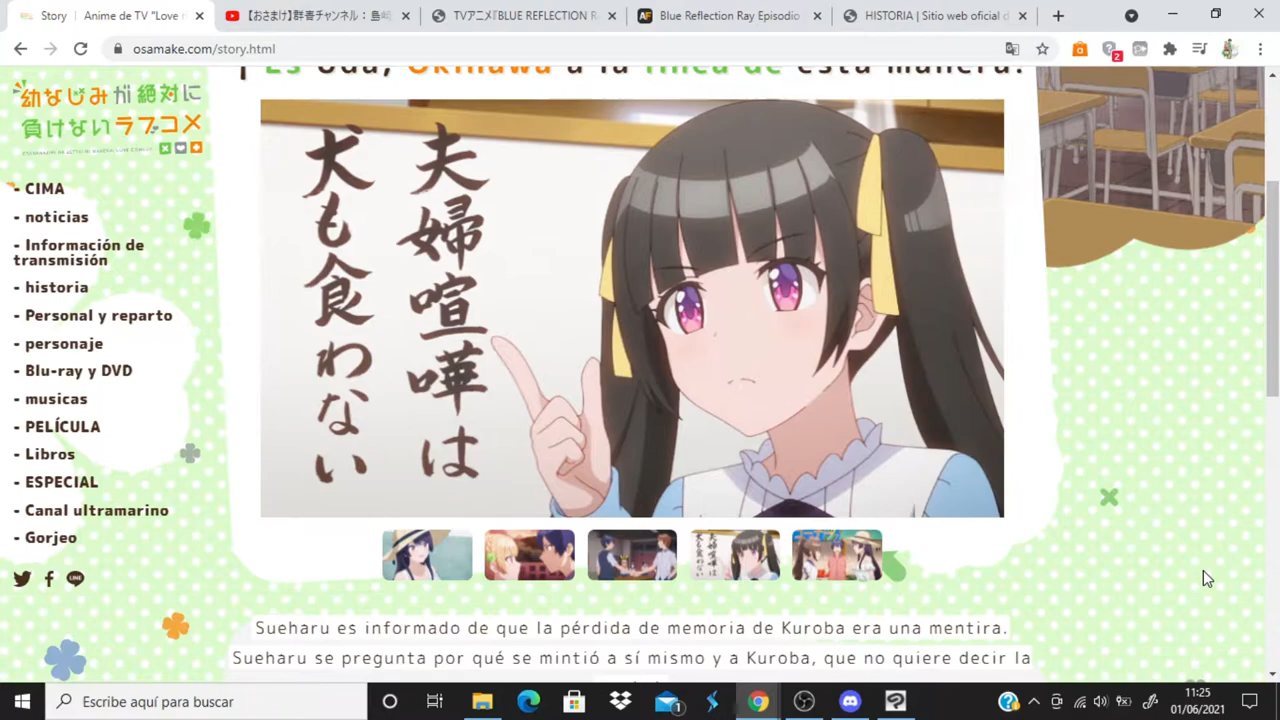 Story
Anime de TV "Love r
【おさまけ】群青チャンネル：島崎
TVアニメ『BLUE REFLECTION R
Blue Reflection Ray Episodio
HISTORIA | Sitio web oficial d
osamake.com/story.html
2
¡ Es Uda, Okinawa a la línea de esta manera!
幼なじみが絶対に
負けないラブコメ
- CIMA
- noticias
- Información de
transmisión
- historia
- Personal y reparto
- personaje
- Blu-ray y DVD
- musicas
- PELÍCULA
- Libros
- ESPECIAL
- Canal ultramarino
- Gorjeo
夫婦喧嘩は
犬も食わない
Sueharu es informado de que la pérdida de memoria de Kuroba era una mentira.
Sueharu se pregunta por qué se mintió a sí mismo y a Kuroba, que no quiere decir la
Escribe aquí para buscar
1
11:25
01/06/2021